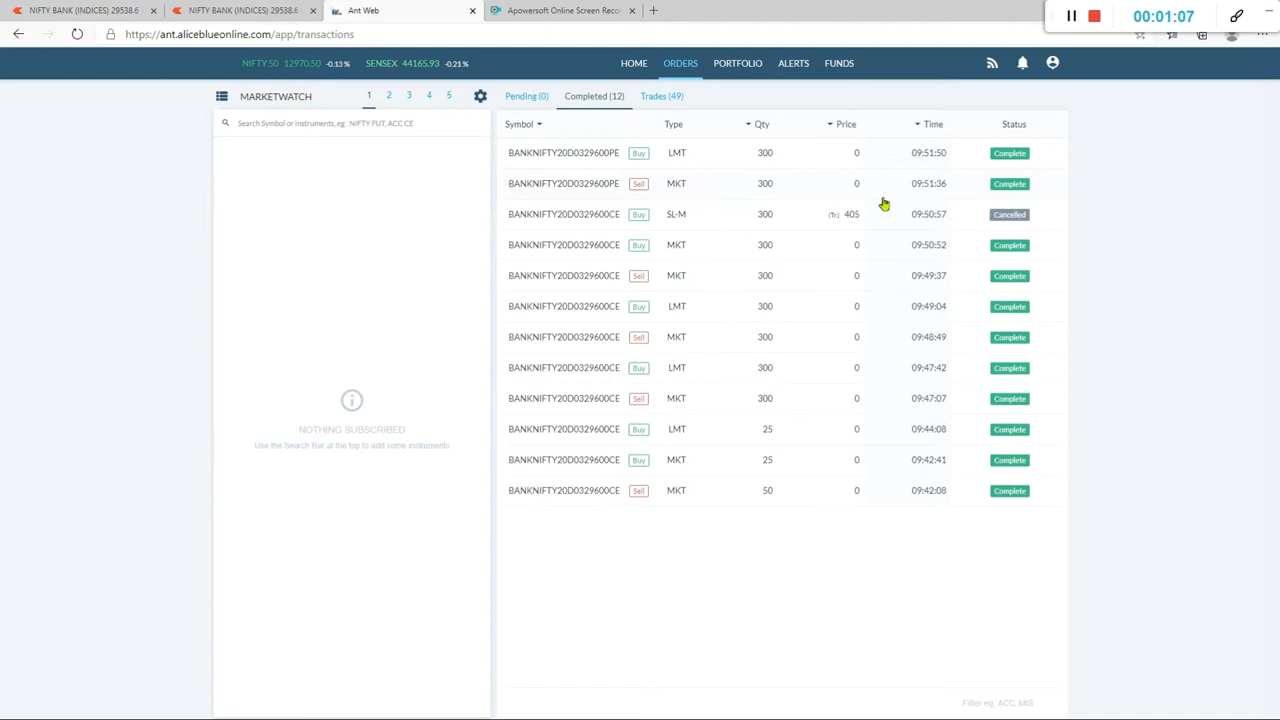 NIFTY BANK (INDICES) 29538.6
NIFTY BANK (INDICES) 29538.6
Ant Web
Apowersoft Online Screen Reco
00:01:07
https://ant.aliceblueonline.com/app/transactions
NIFTY 50 12970.50 -0.13 % SENSEX 44165.93 -0.21 %
HOME ORDERS PORTFOLIO ALERTS FUNDS
MARKETWATCH 1 2 3 4 5
Pending (0) Completed (12) Trades (49)
Search Symbol or Instruments, eg : NIFTY FUT, ACC CE
Symbol Type Qty Price Time Status
BANKNIFTY20D0329600PE Buy LMT 300 0 09:51:50 Complete
BANKNIFTY20D0329600PE Sell MKT 300 0 09:51:36 Complete
BANKNIFTY20D0329600CE Buy SL-M 300 (Tr.) 405 09:50:57 Cancelled
BANKNIFTY20D0329600CE Buy MKT 300 0 09:50:52 Complete
BANKNIFTY20D0329600CE Sell MKT 300 0 09:49:37 Complete
BANKNIFTY20D0329600CE Buy LMT 300 0 09:49:04 Complete
BANKNIFTY20D0329600CE Sell MKT 300 0 09:48:49 Complete
BANKNIFTY20D0329600CE Buy LMT 300 0 09:47:42 Complete
BANKNIFTY20D0329600CE Sell MKT 300 0 09:47:07 Complete
BANKNIFTY20D0329600CE Buy LMT 25 0 09:44:08 Complete
BANKNIFTY20D0329600CE Buy MKT 25 0 09:42:41 Complete
BANKNIFTY20D0329600CE Sell MKT 50 0 09:42:08 Complete
NOTHING SUBSCRIBED
Use the Search Bar at the top to add some instruments
Filter eg. ACC, MIS